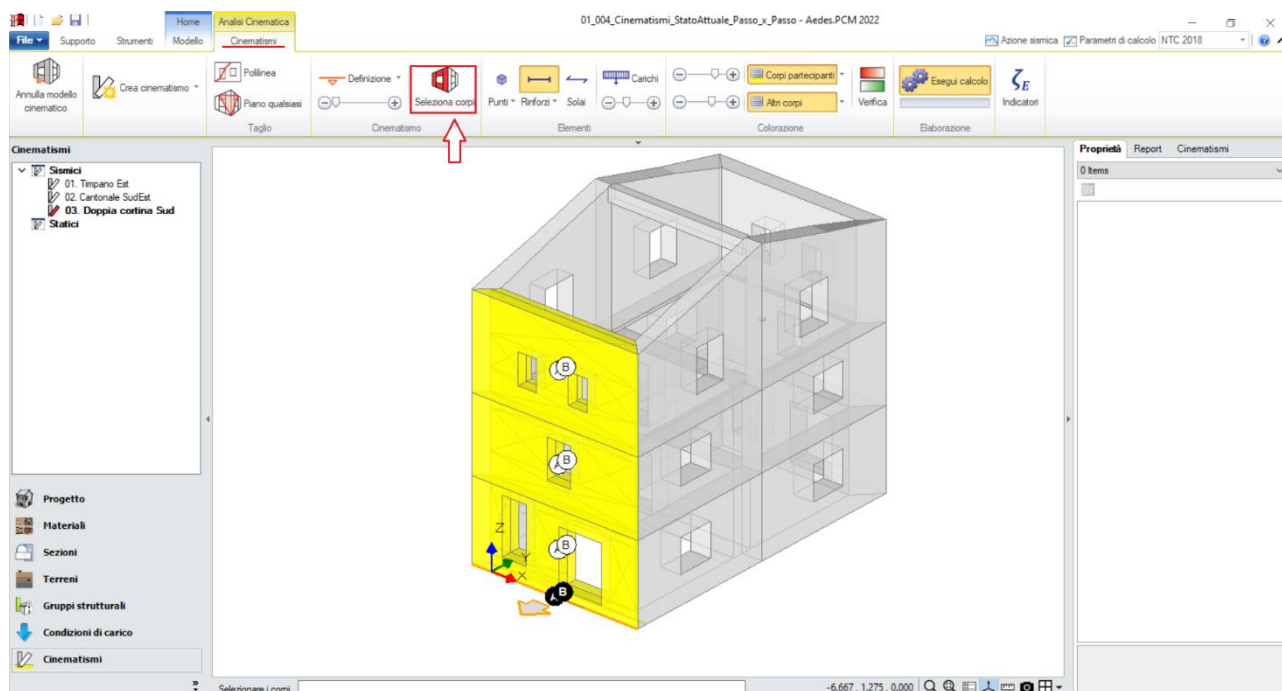 01_004_Cinematismi_StatoAttuale_Passo_x_Passo - Aedes.PCM 2022
Home
Analisi Cinematica
File
Supporto
Strumenti
Modello
Cinematismi
Azione sismica
Parametri di calcolo
NTC 2018
Annulla modello
cinematico
Crea cinematismo
Polilinea
Piano qualsiasi
Taglio
Definizione
Seleziona corpi
Cinematismo
Punti
Rinforzi
Solai
Carichi
Elementi
Corpi partecipanti
Altri corpi
Verifica
Colorazione
Esegui calcolo
Elaborazione
ζE
Indicatori
Cinematismi
Sismici
01. Timpano Est
02. Cantonale SudEst
03. Doppia cortina Sud
Statici
Progetto
Materiali
Sezioni
Terreni
Gruppi strutturali
Condizioni di carico
Cinematismi
A B
A B
A B
A B
Z
Y
X
Proprietà
Report
Cinematismi
0 Items
Selezionare i corpi
-6.667 , 1.275 , 0.000